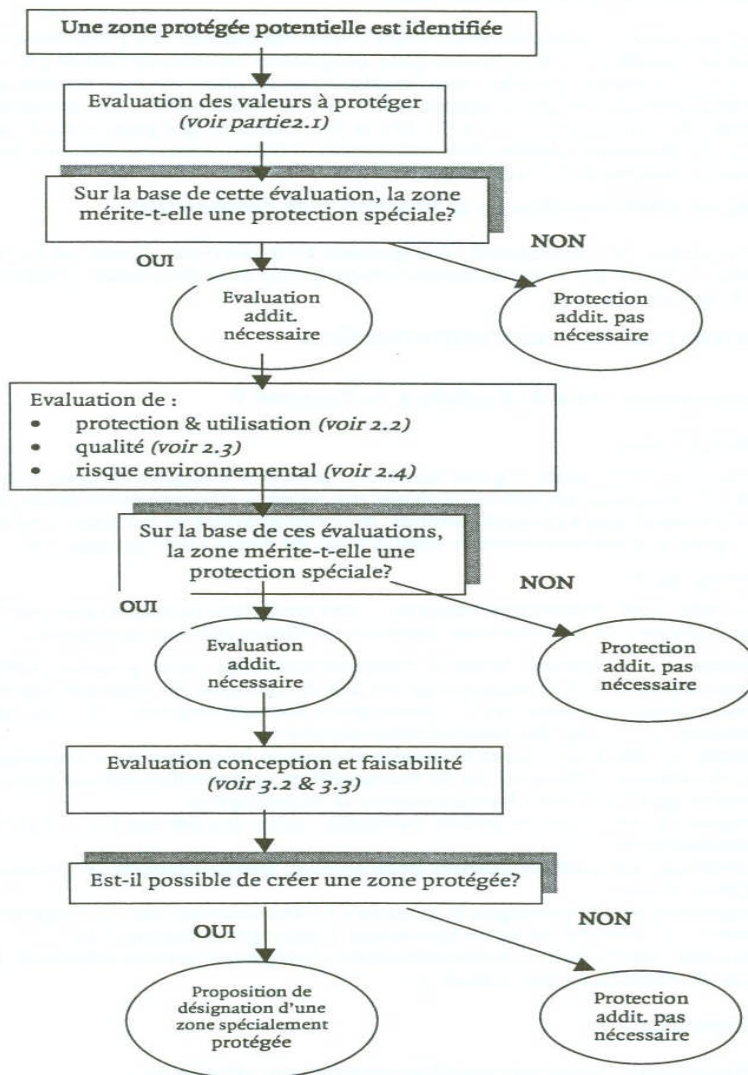 Une zone protégée potentielle est identifiée
Evaluation des valeurs à protéger
(voir partie2.1)
Sur la base de cette évaluation, la zone
mérite-t-elle une protection spéciale?
OUI
NON
Evaluation
addit.
nécessaire
Protection
addit. pas
nécessaire
Evaluation de :
• protection & utilisation (voir 2.2)
• qualité (voir 2.3)
• risque environnemental (voir 2.4)
Sur la base de ces évaluations,
la zone mérite-t-elle une
protection spéciale?
OUI
NON
Evaluation
addit.
nécessaire
Protection
addit. pas
nécessaire
Evaluation conception et faisabilité
(voir 3.2 & 3.3)
Est-il possible de créer une zone protégée?
OUI
NON
Proposition de
désignation d'une
zone spécialement
protégée
Protection
addit. pas
nécessaire